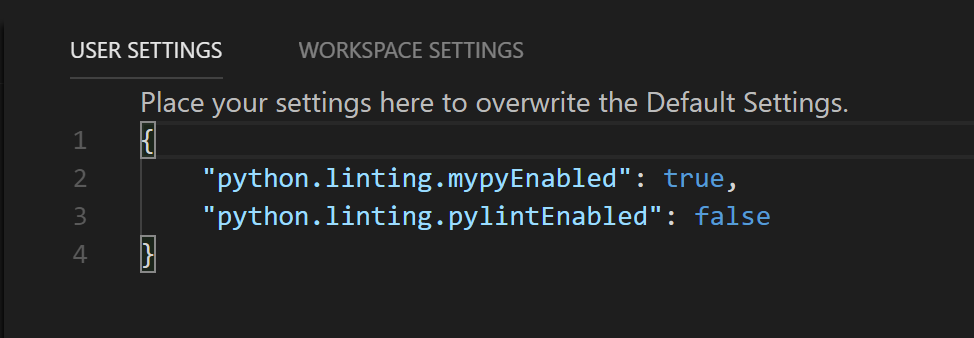 USER SETTINGS WORKSPACE SETTINGS
Place your settings here to overwrite the Default Settings.
1 {
2 "python.linting.mypyEnabled": true,
3 "python.linting.pylintEnabled": false
4 }